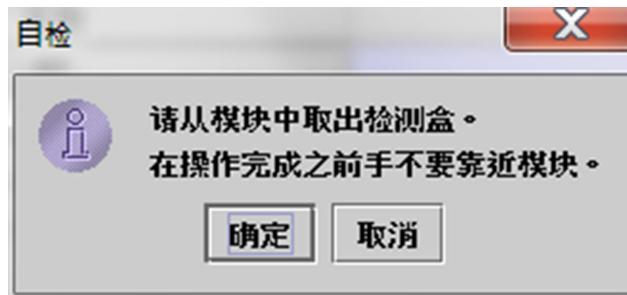 自检
请从模块中取出检测盒。
在操作完成之前手不要靠近模块。
确定
取消